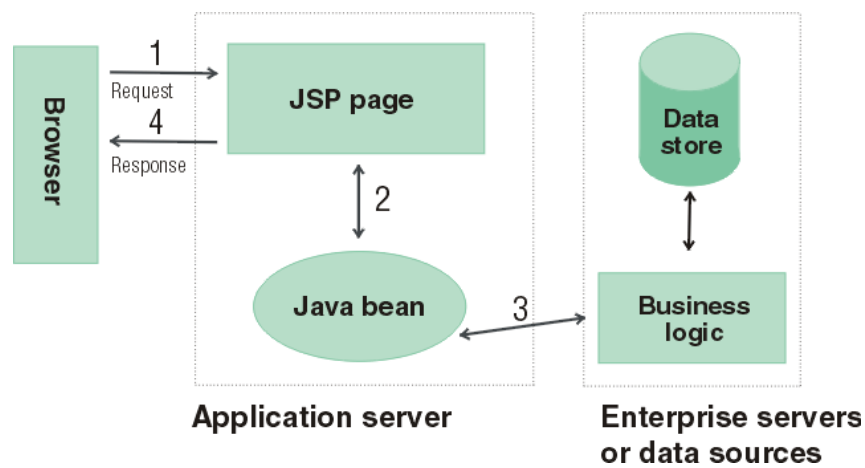 Browser
1
Request
4
Response
JSP page
2
Java bean
3
Data
store
Business
logic
Application server
Enterprise servers
or data sources